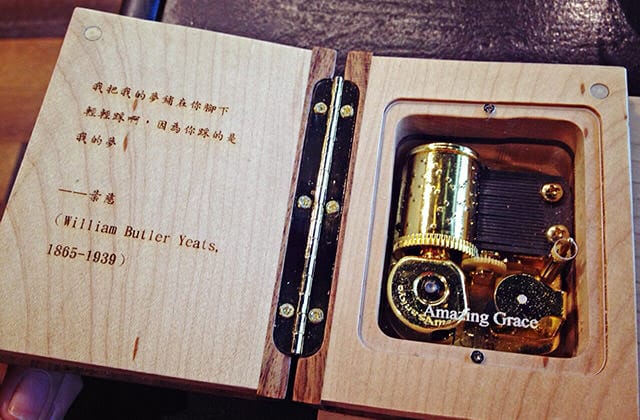 我把我的夢鋪在你腳下
輕輕踩啊，因為你踩的是
我的夢
——葉慈
（William Butler Yeats,
1865-1939）
Amazing Grace
Sankyo